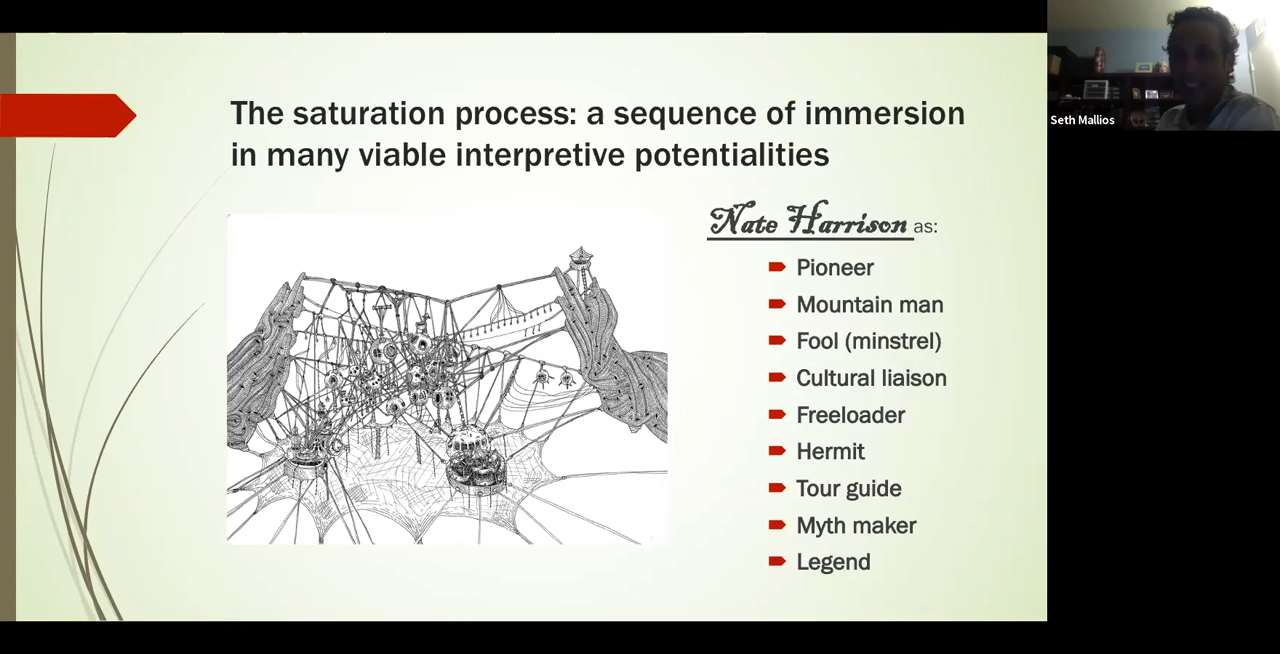 The saturation process: a sequence of immersion
in many viable interpretive potentialities
Seth Mallios
Nate Harrison as:
Pioneer
Mountain man
Fool (minstrel)
Cultural liaison
Freeloader
Hermit
Tour guide
Myth maker
Legend